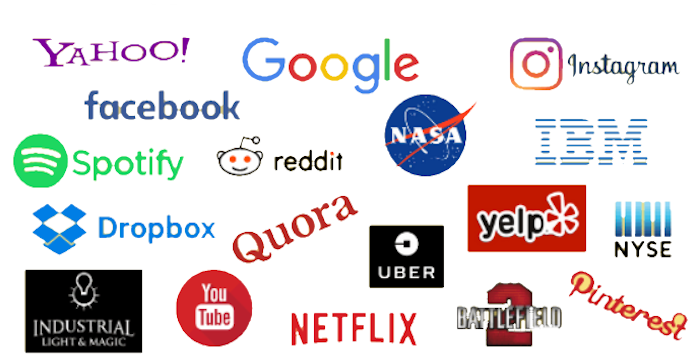 YAHOO!
Google
Instagram
facebook
NASA
IBM
Spotify
reddit
Dropbox
Quora
UBER
yelp
NYSE
INDUSTRIAL
LIGHT & MAGIC
You
Tube
NETFLIX
2
BATTLEFIELD
Pinterest